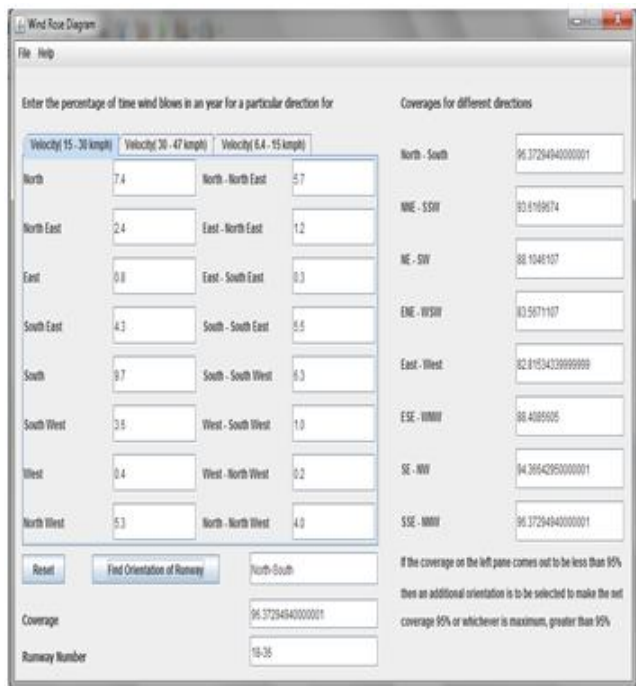 Wind Rose Diagram
File Help
Enter the percentage of time wind blows in an year for a particular direction for
Velocity( 15 - 30 kmph) Velocity( 30 - 47 kmph) Velocity( 6.4 - 15 kmph)
North 7.4 North - North East 5.7
North East 2.4 East - North East 1.2
East 0.8 East - South East 0.3
South East 4.3 South - South East 5.5
South 9.7 South - South West 6.3
South West 3.6 West - South West 1.0
West 0.4 West - North West 0.2
North West 5.3 North - North West 4.0
Reset Find Orientation of Runway North-South
Coverage 96.37294940000001
Runway Number 18-36
Coverages for different directions
North - South 96.37294940000001
NNE - SSW 93.6169674
NE - SW 88.1046107
ENE - WSW 83.5671107
East - West 82.81534339999999
ESE - WNW 88.4085605
SE - NW 94.36642950000001
SSE - NNW 96.37294940000001
If the coverage on the left pane comes out to be less than 95%
then an additional orientation is to be selected to make the net
coverage 95% or whichever is maximum, greater than 95%